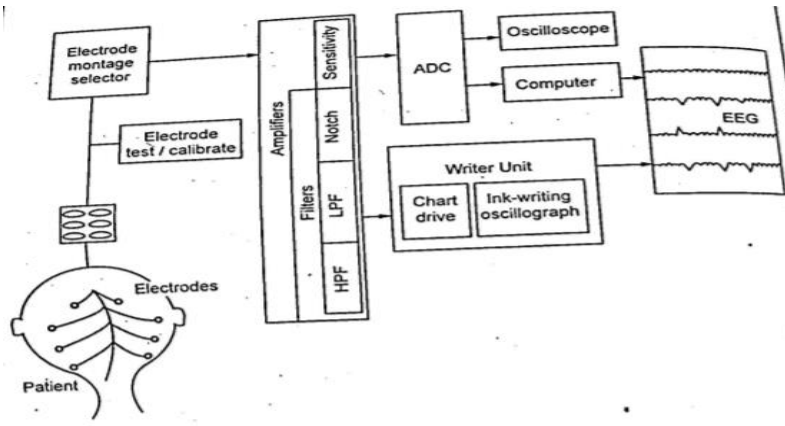 Electrode
montage
selector
Electrode
test / calibrate
Electrodes
Patient
Amplifiers
Filters
Sensitivity
Notch
LPF
HPF
ADC
Oscilloscope
Computer
Writer Unit
Chart
drive
Ink-writing
oscillograph
EEG